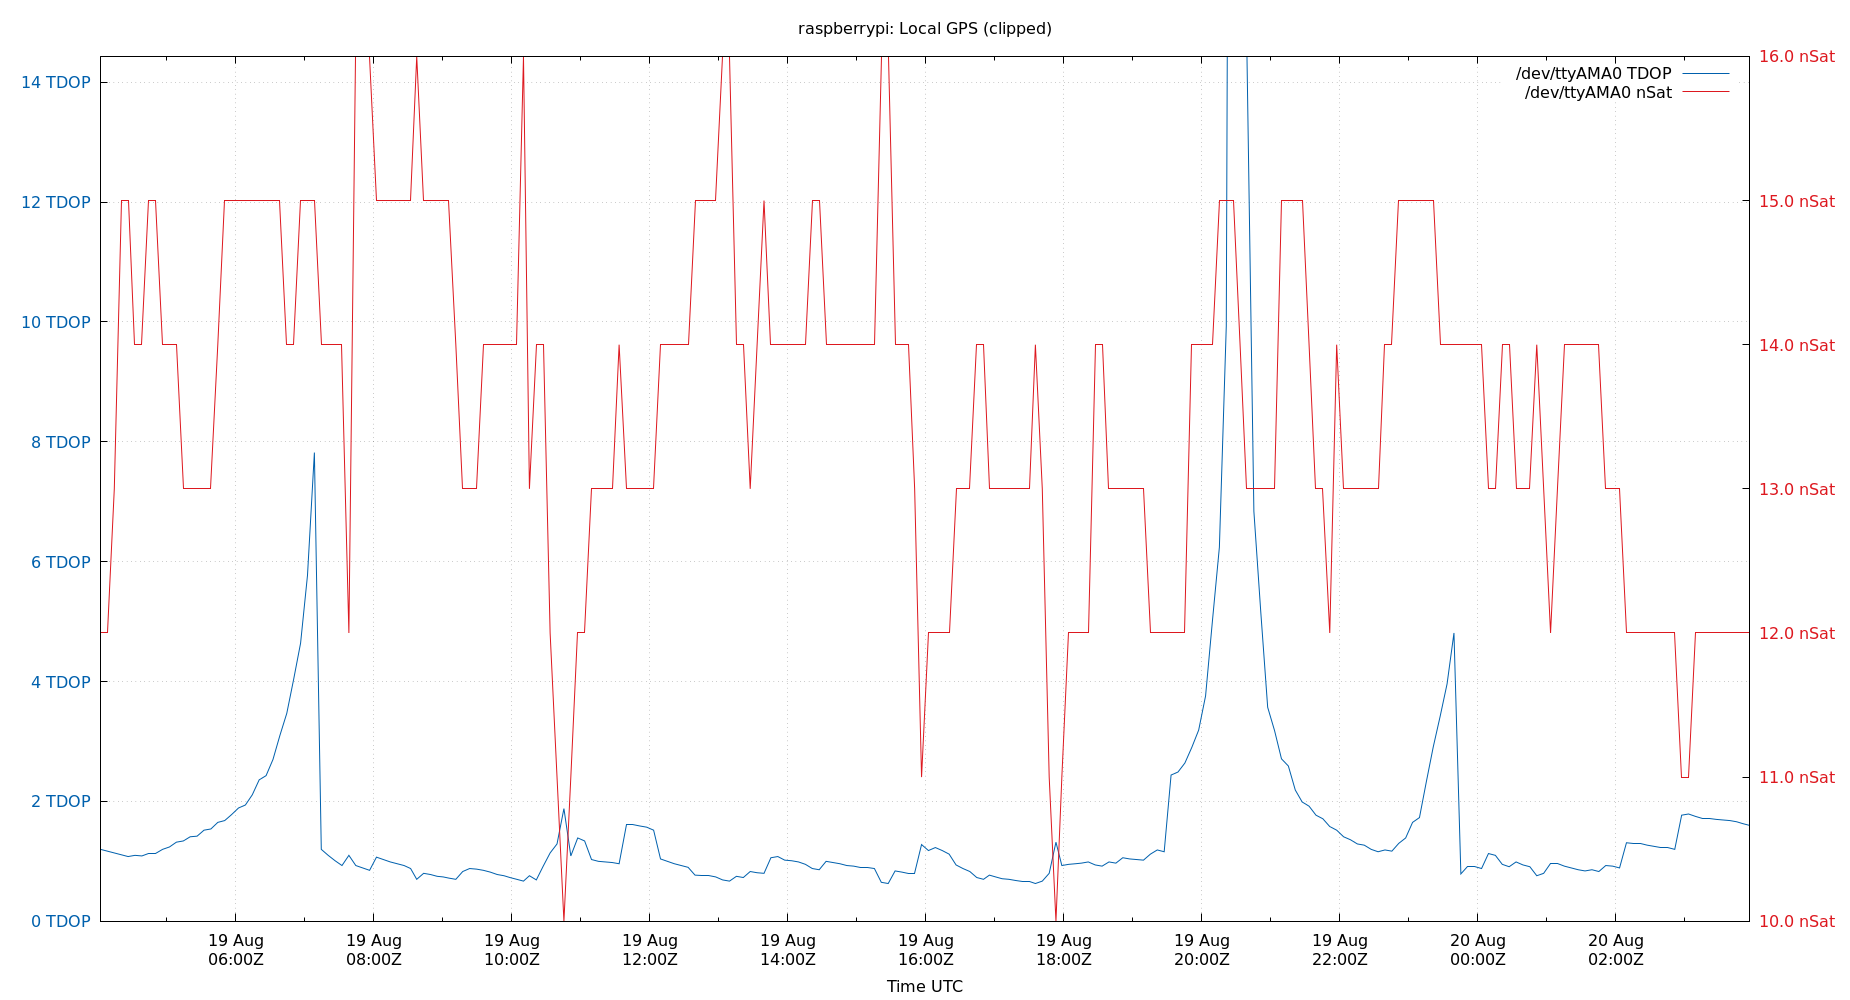 raspberrypi: Local GPS (clipped)
/dev/ttyAMA0 TDOP
/dev/ttyAMA0 nSat
14 TDOP
12 TDOP
10 TDOP
8 TDOP
6 TDOP
4 TDOP
2 TDOP
0 TDOP
16.0 nSat
15.0 nSat
14.0 nSat
13.0 nSat
12.0 nSat
11.0 nSat
10.0 nSat
19 Aug
06:00Z
19 Aug
08:00Z
19 Aug
10:00Z
19 Aug
12:00Z
19 Aug
14:00Z
19 Aug
16:00Z
19 Aug
18:00Z
19 Aug
20:00Z
19 Aug
22:00Z
20 Aug
00:00Z
20 Aug
02:00Z
Time UTC